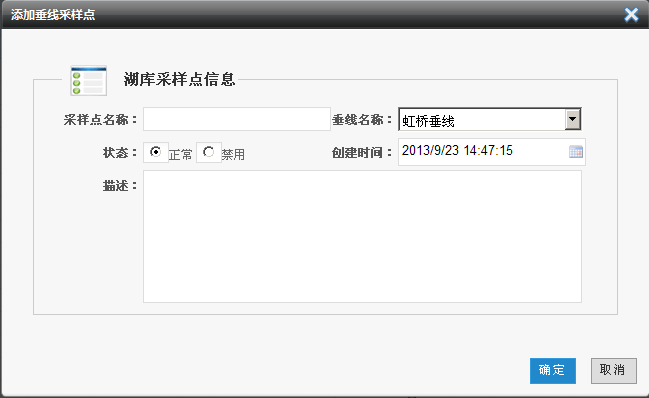 添加垂线采样点
湖库采样点信息
采样点名称： 垂线名称： 虹桥垂线
状态： 正常 禁用 创建时间： 2013/9/23 14:47:15
描述：
确定 取消